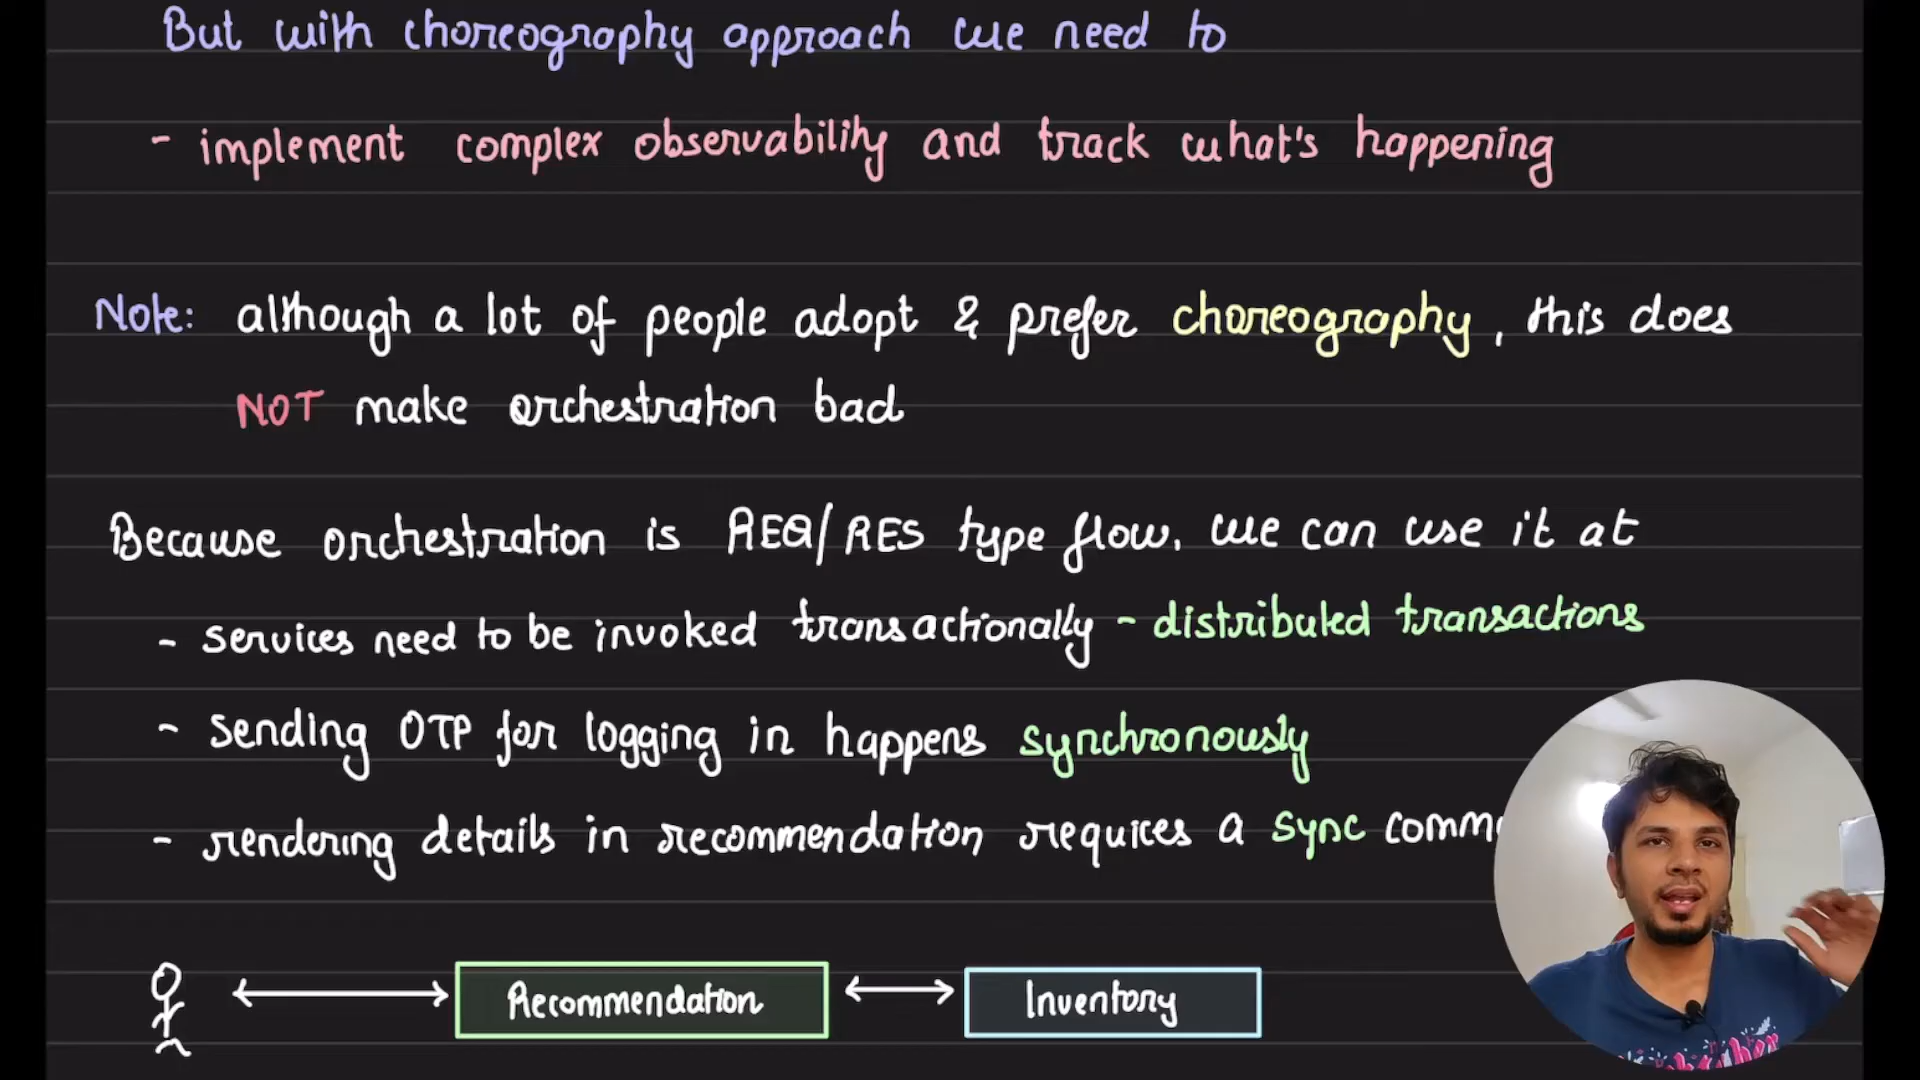 But with choreography approach we need to
- implement complex observability and track what's happening
Note: although a lot of people adopt & prefer choreography, this does
NOT make orchestration bad
Because orchestration is REQ/RES type flow, we can use it at
- services need to be invoked transactionally - distributed transactions
- sending OTP for logging in happens synchronously
- rendering details in recommendation requires a sync comm
Recommendation
Inventory